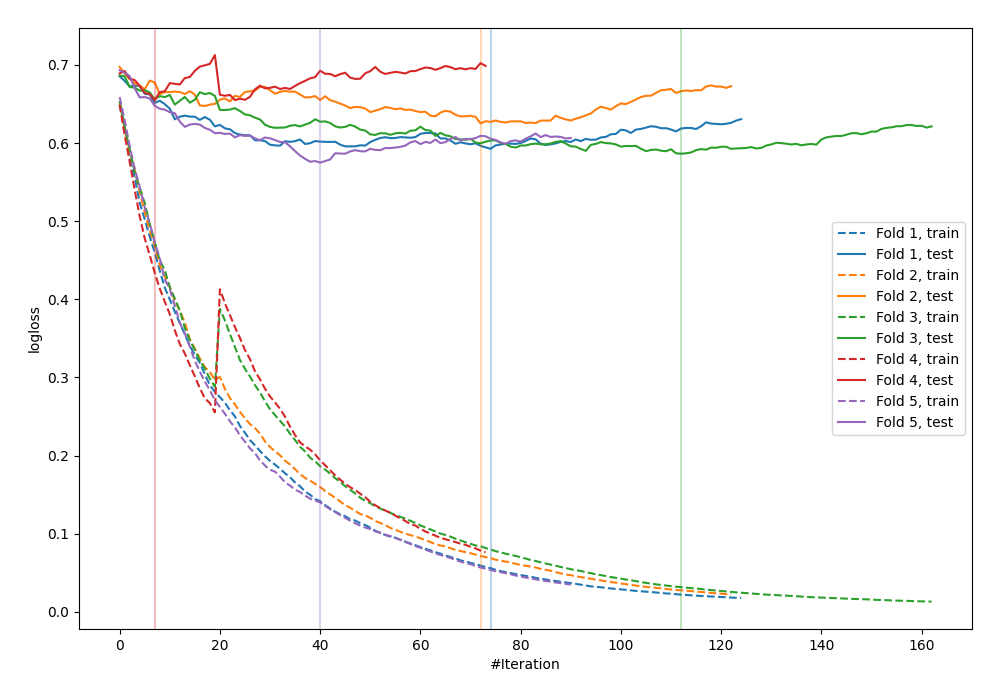 0.7
0.6
0.5
0.4
0.3
0.2
0.1
0.0
logloss
0 20 40 60 80 100 120 140 160
#Iteration
Fold 1, train
Fold 1, test
Fold 2, train
Fold 2, test
Fold 3, train
Fold 3, test
Fold 4, train
Fold 4, test
Fold 5, train
Fold 5, test